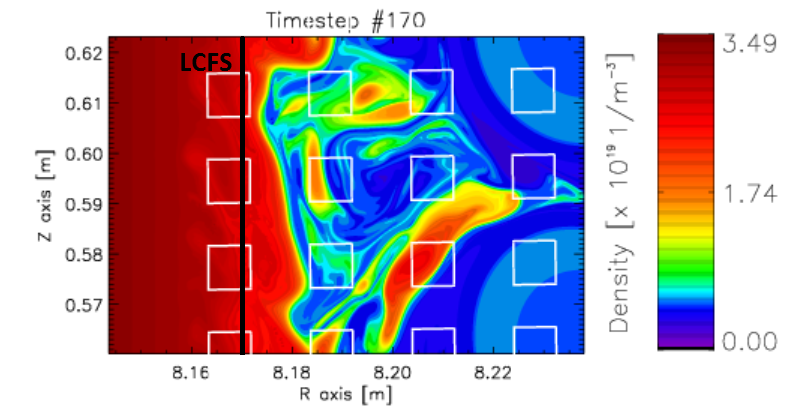 Timestep #170
LCFS
0.62
0.61
0.60
0.59
0.58
0.57
Z axis [m]
8.16 8.18 8.20 8.22
R axis [m]
Density [x 10¹⁹ 1/m⁻³]
3.49
1.74
0.00